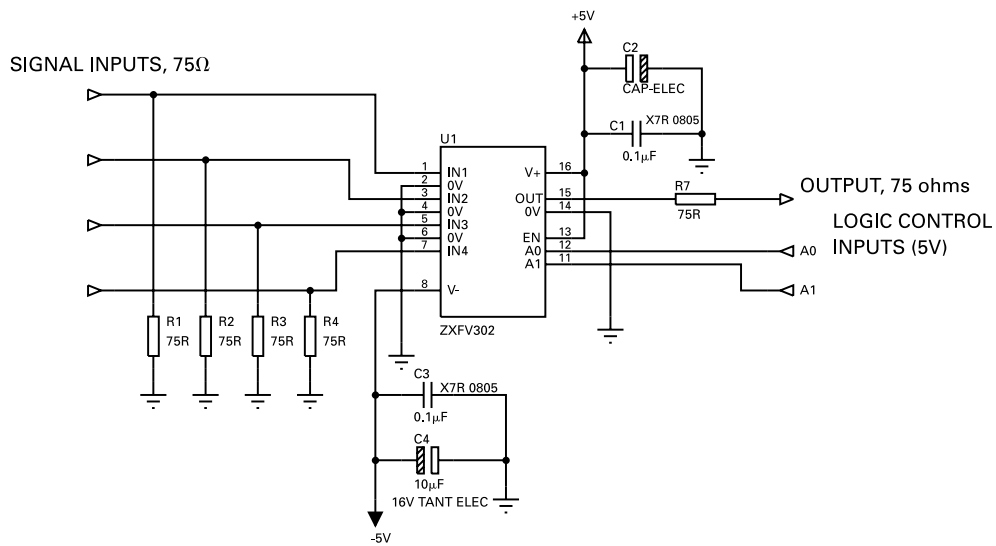 +5V
C2
CAP-ELEC
SIGNAL INPUTS, 75Ω
C1
X7R 0805
0.1μF
U1
1 IN1
2 0V
3 IN2
4 0V
5 IN3
6 0V
7 IN4
8 V-
V+ 16
OUT 15
0V 14
EN 13
A0 12
A1 11
ZXFV302
R7
75R
OUTPUT, 75 ohms
LOGIC CONTROL
INPUTS (5V)
A0
A1
R1
75R
R2
75R
R3
75R
R4
75R
C3
X7R 0805
0.1μF
C4
10μF
16V TANT ELEC
-5V